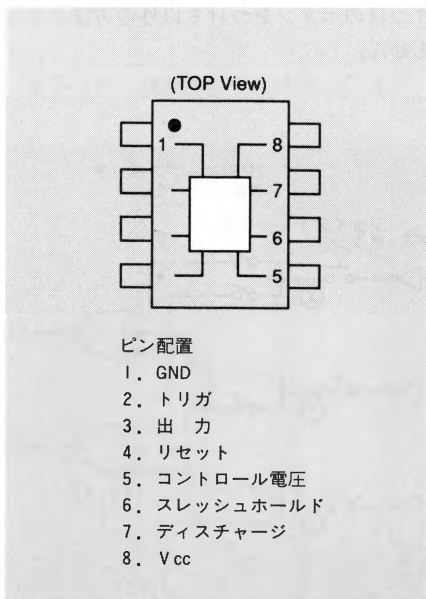 (TOP View)
1 8
7
6
5
ピン配置
1. GND
2. トリガ
3. 出 力
4. リセット
5. コントロール電圧
6. スレッシュホールド
7. ディスチャージ
8. Vcc